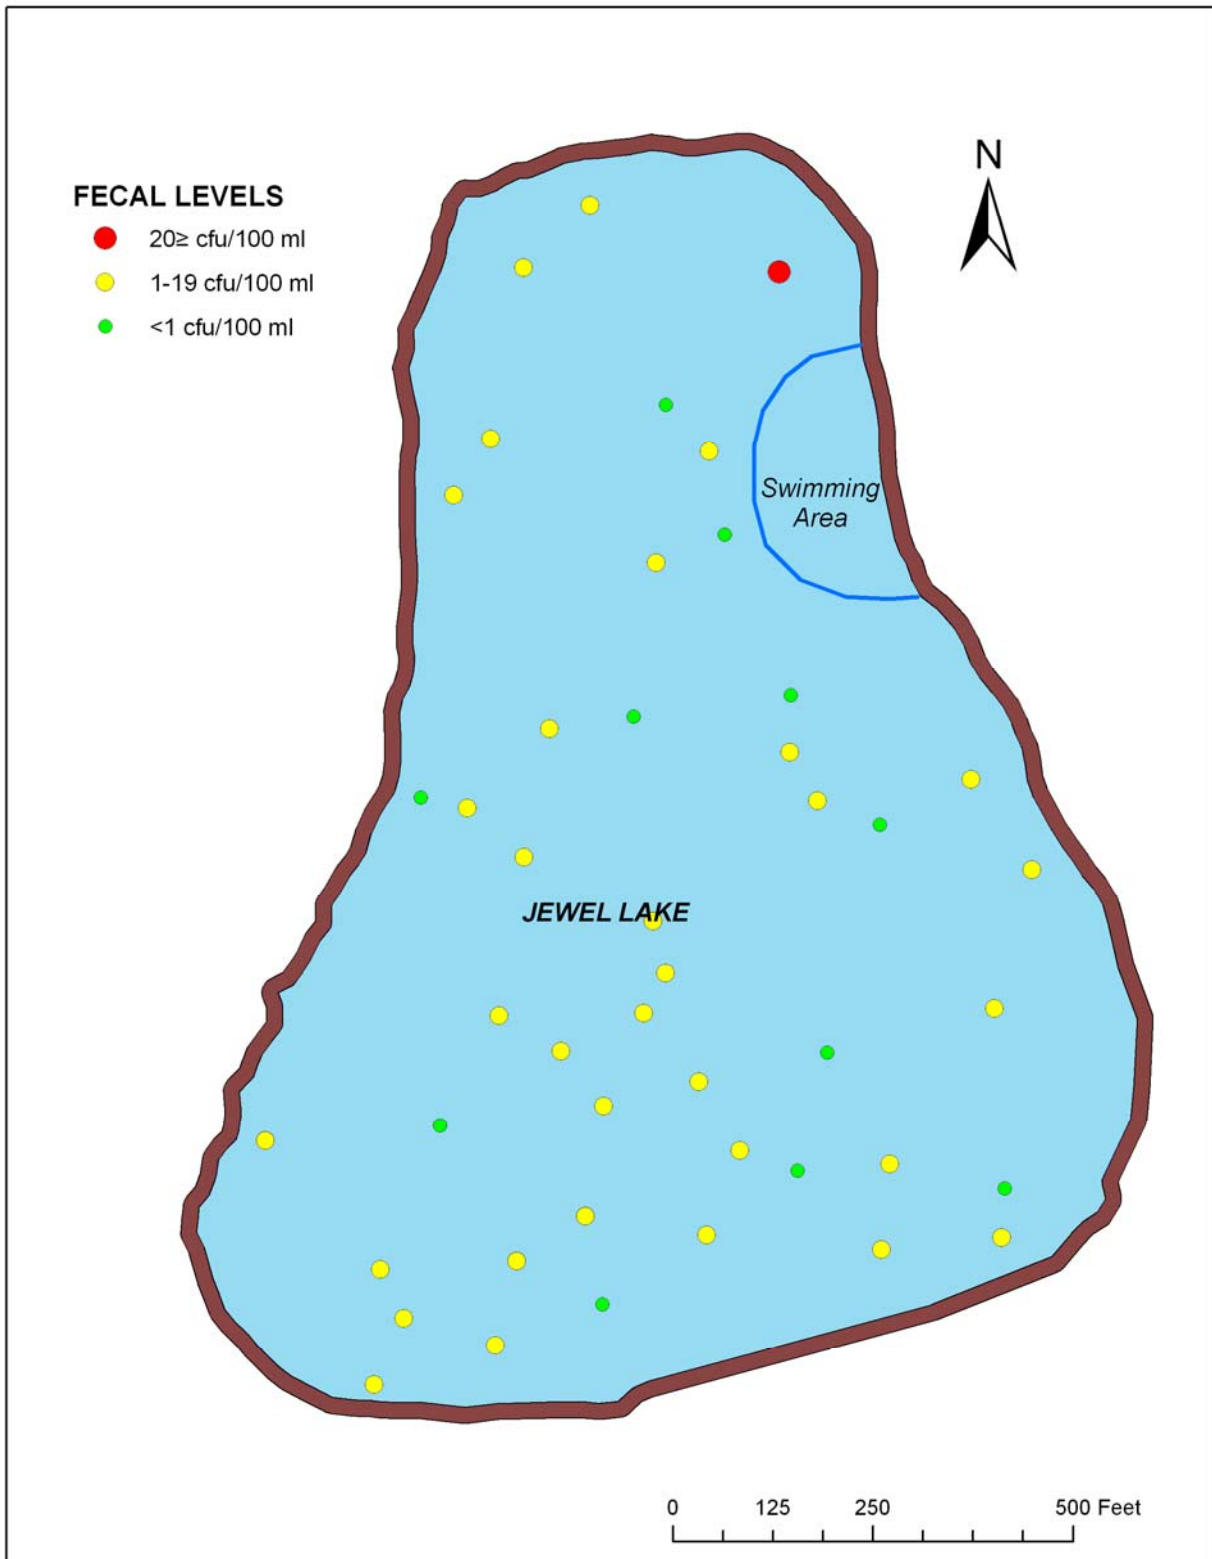 N
FECAL LEVELS
20≥ cfu/100 ml
1-19 cfu/100 ml
<1 cfu/100 ml
Swimming
Area
JEWEL LAKE
0 125 250 500 Feet